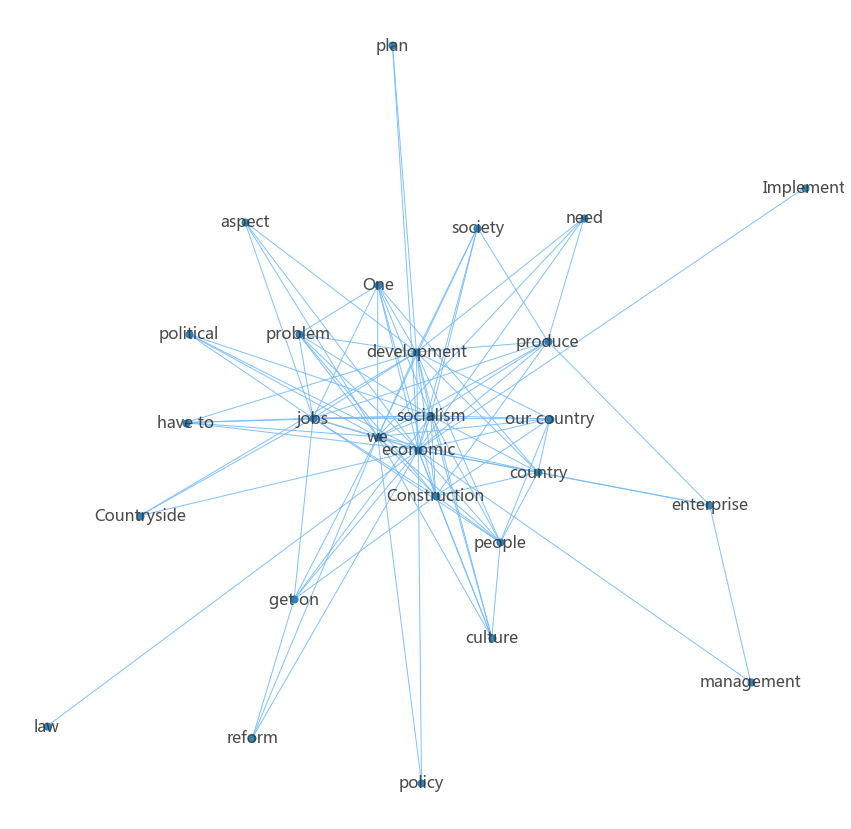 plan
Implement
need
aspect
society
One
political
problem
produce
development
have to
jobs
socialism
our country
we
economic
country
Construction
Countryside
enterprise
people
get on
culture
management
law
reform
policy